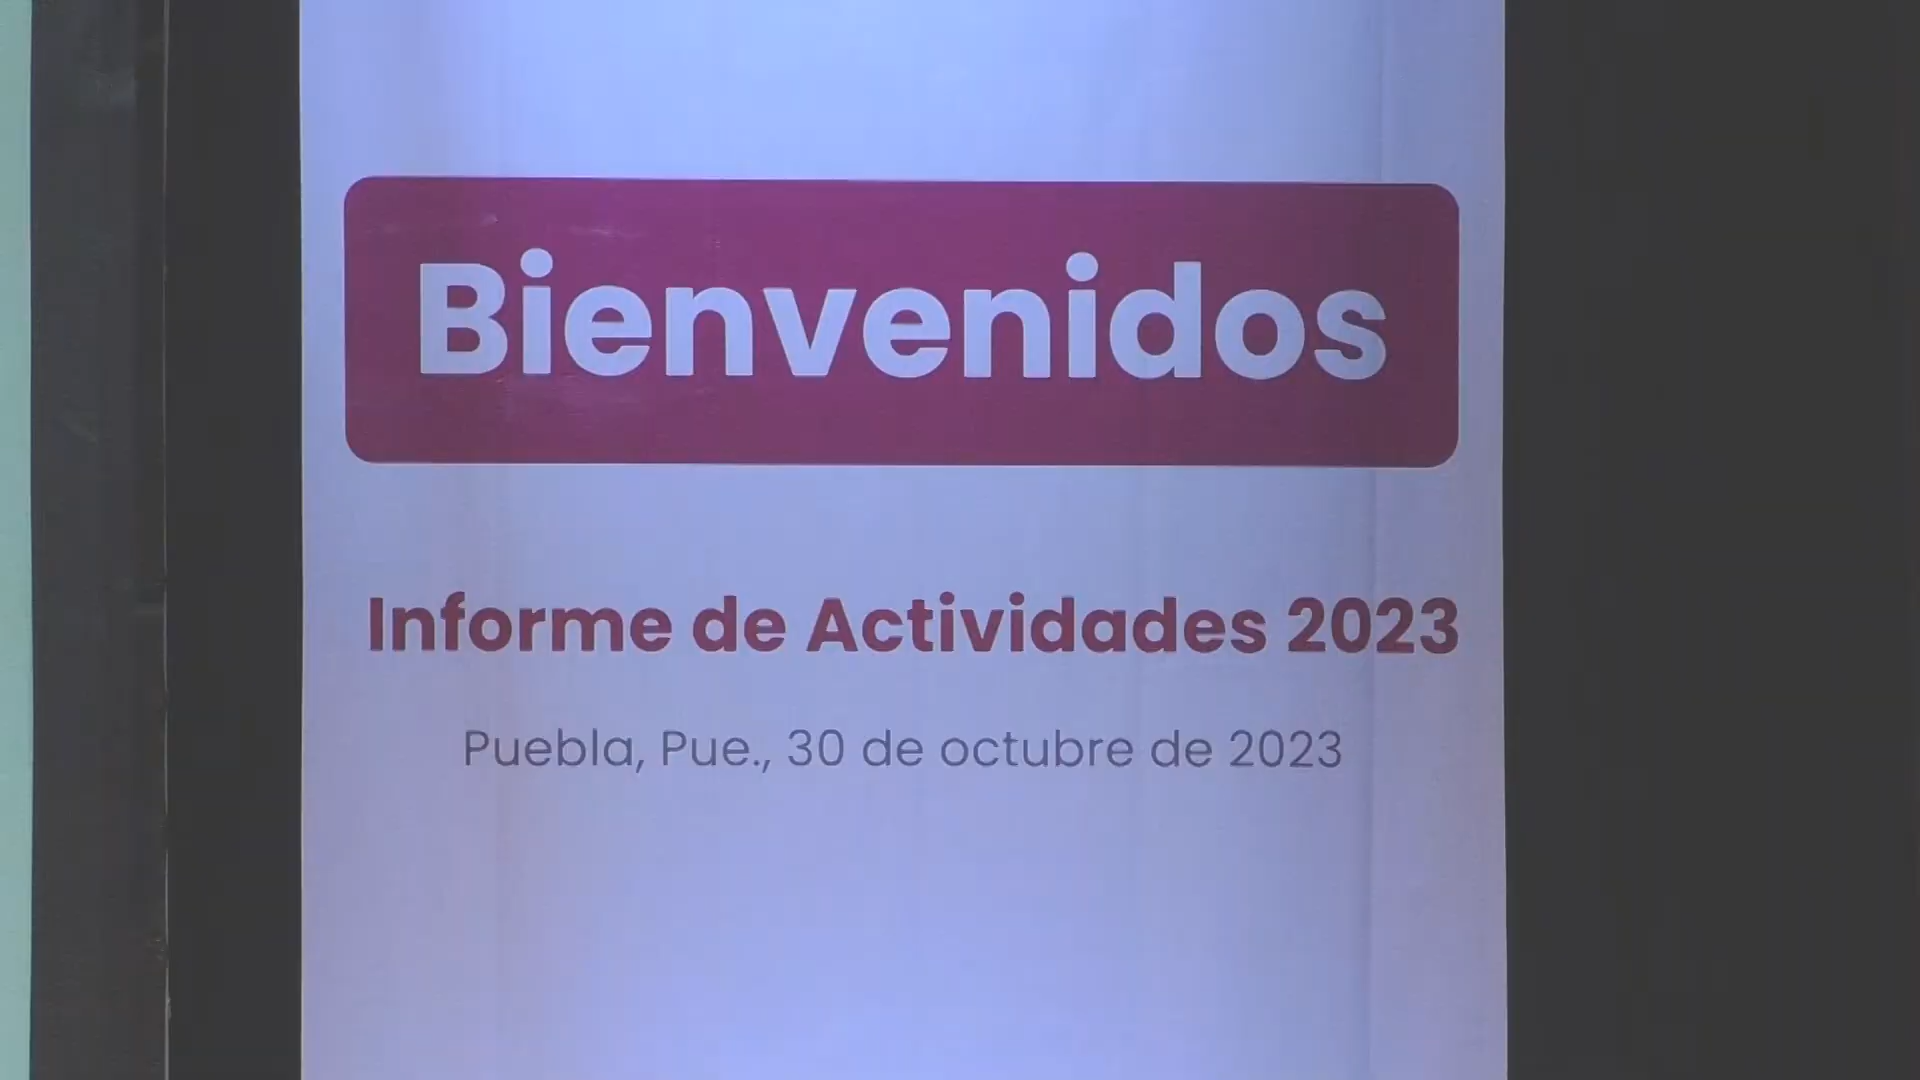 Bienvenidos
Informe de Actividades 2023
Puebla, Pue., 30 de octubre de 2023